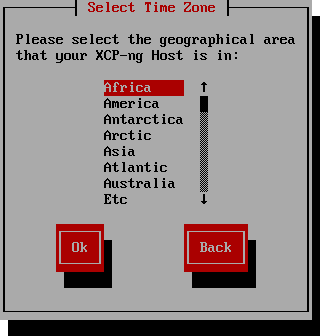 Select Time Zone
Please select the geographical area
that your XCP-ng Host is in:
Africa ↑
America
Antarctica
Arctic
Asia
Atlantic
Australia
Etc ↓
Ok Back